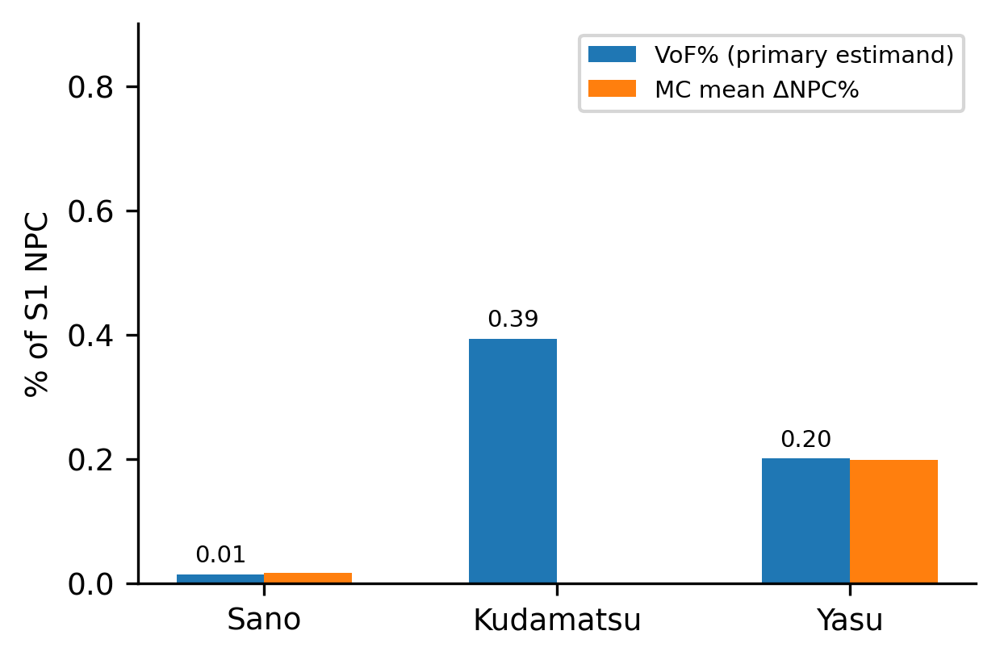 VoF% (primary estimand)
MC mean ΔNPC%
% of S1 NPC
0.8
0.6
0.4
0.2
0.0
0.01
0.39
0.20
Sano
Kudamatsu
Yasu